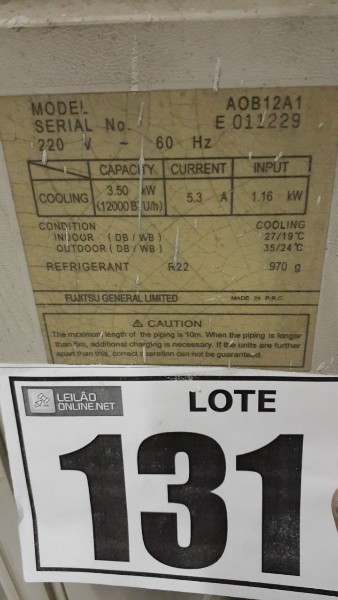 MODEL AOB12A1
SERIAL No. E 011229
220 V ~ 60 Hz
CAPACITY CURRENT INPUT
COOLING 3.50 kW (12000 BTU/h) 5.3 A 1.16 kW
CONDITION COOLING
INDOOR (DB/WB) 27/19℃
OUTDOOR (DB/WB) 35/24℃
REFRIGERANT R22 970 g
FUJITSU GENERAL LIMITED MADE IN P.R.C.
⚠ CAUTION
The maximum length of the piping is 10m. When the piping is longer
than 5m, additional charging is necessary. If the units are further
apart than this, correct operation can not be guaranteed.
LEILÃO
ONLINE.NET
LOTE
131